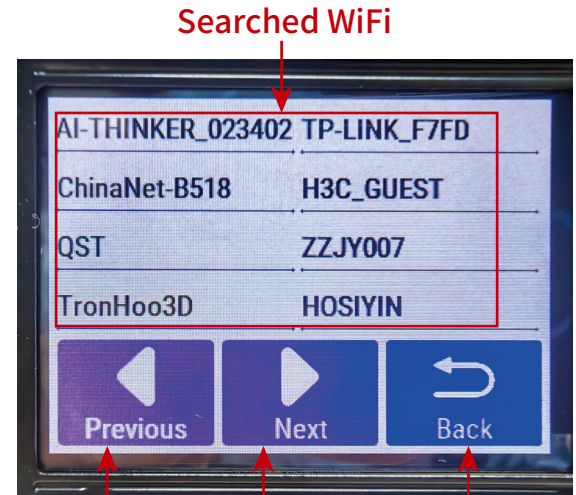 Searched WiFi
AI-THINKER_023402 TP-LINK_F7FD
ChinaNet-B518 H3C_GUEST
QST ZZJY007
TronHoo3D HOSIYIN
Previous Next Back